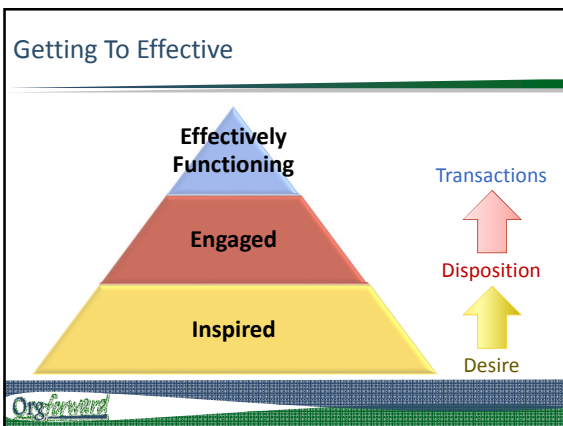 Getting To Effective
Effectively
Functioning
Engaged
Inspired
Transactions
Disposition
Desire
Orgforward